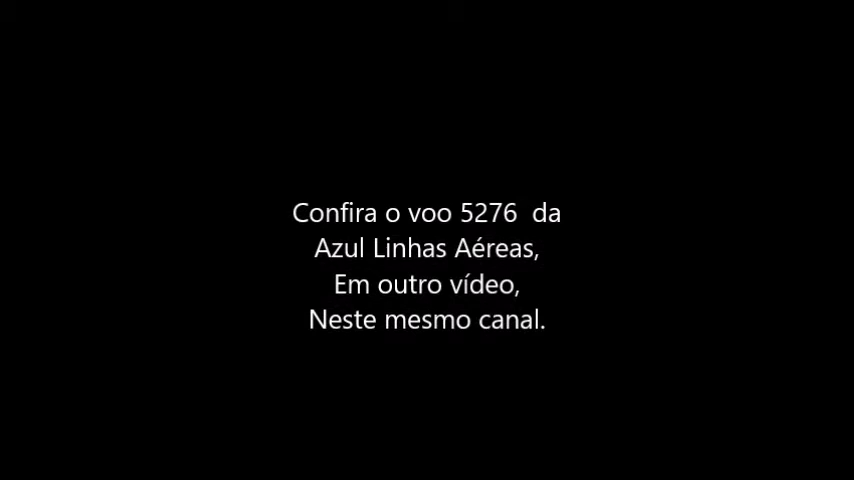 Confira o voo 5276  da
Azul Linhas Aéreas,
Em outro vídeo,
Neste mesmo canal.